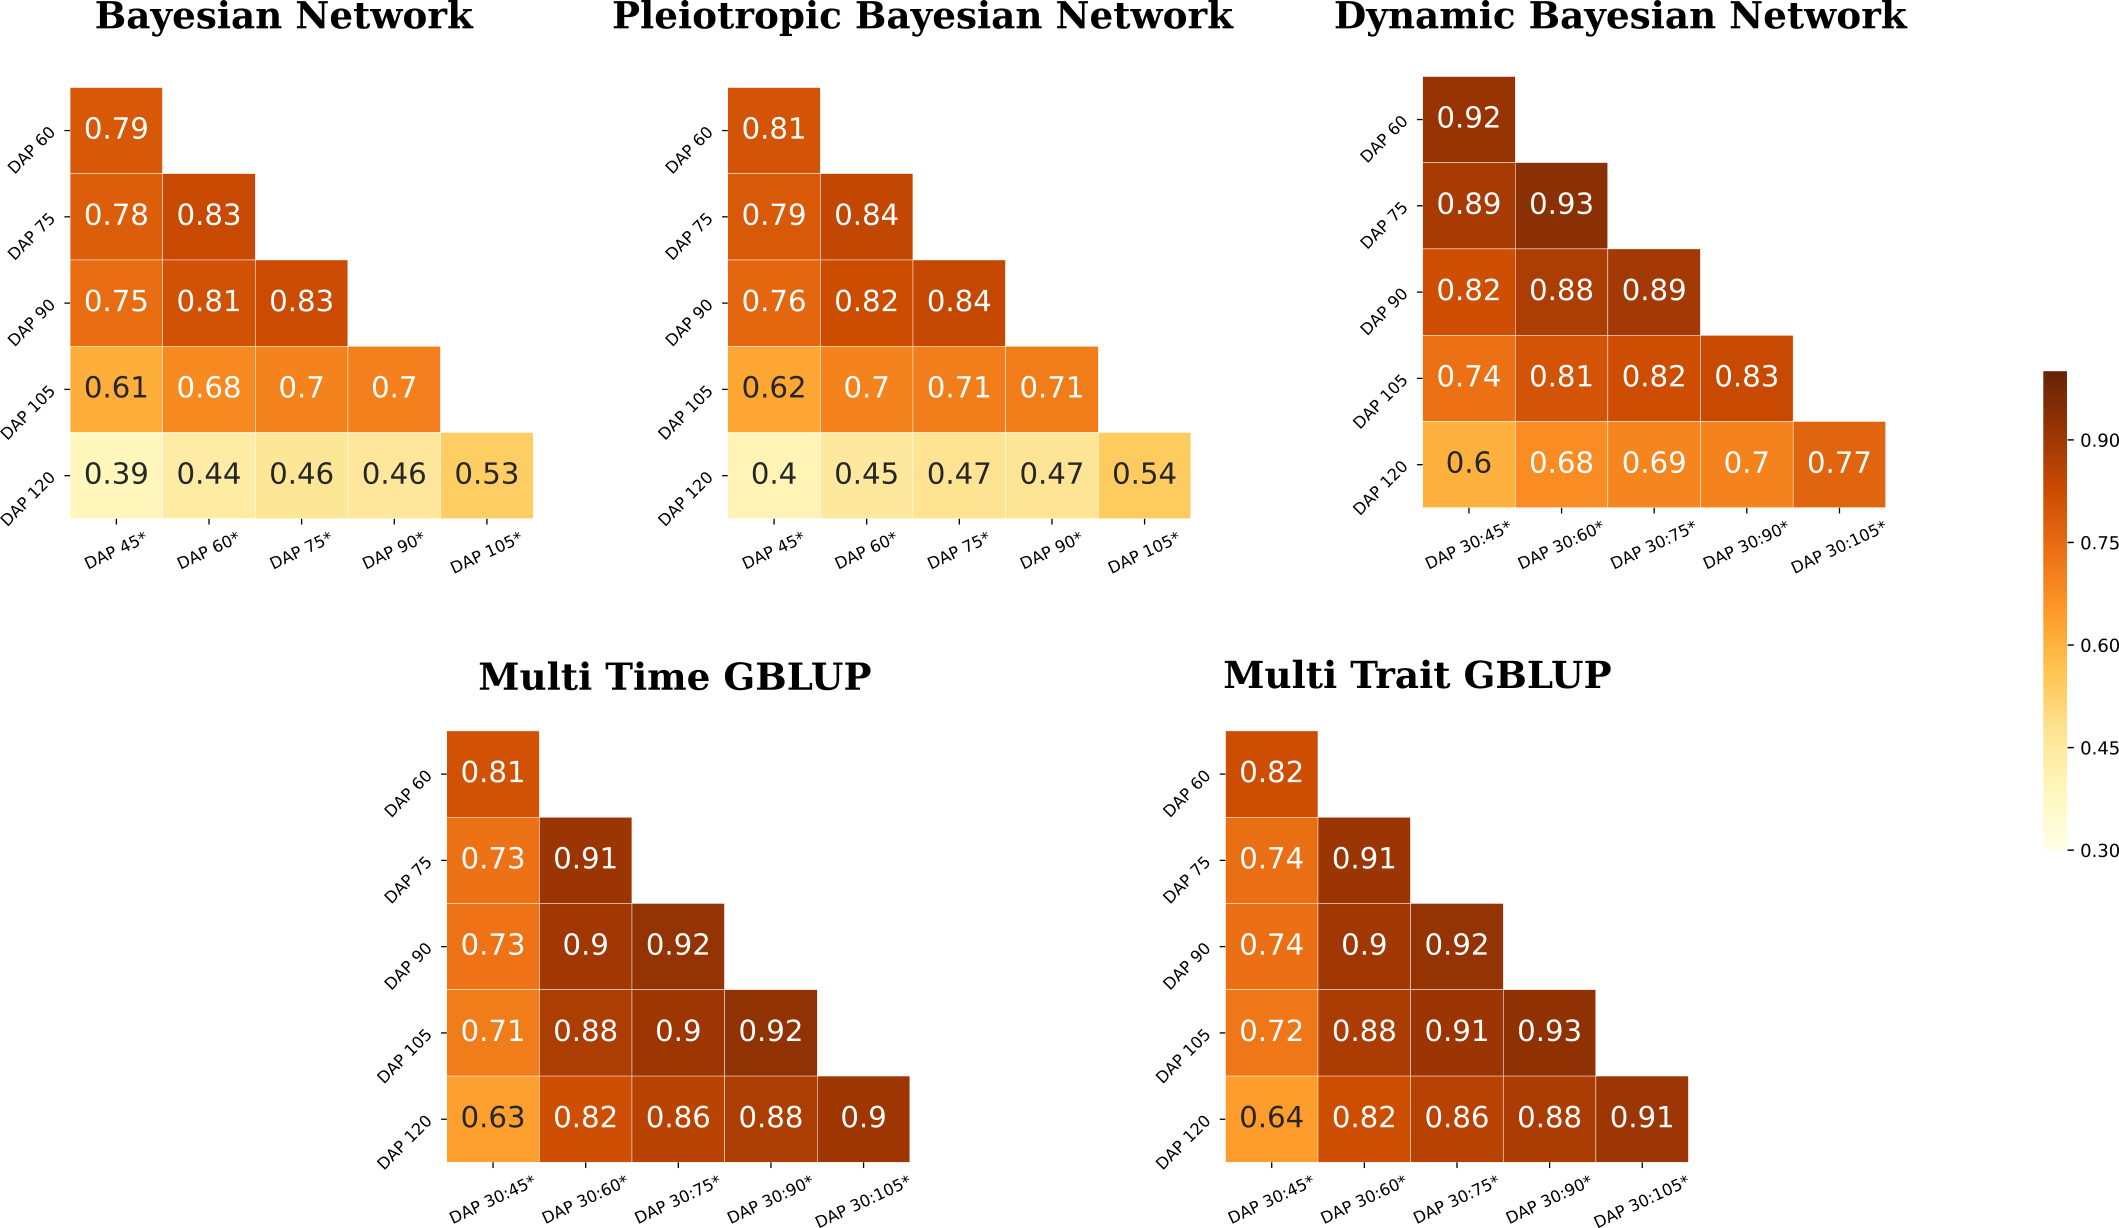 Bayesian Network
Pleiotropic Bayesian Network
Dynamic Bayesian Network
DAP 60
0.79
DAP 75
0.78 0.83
DAP 90
0.75 0.81 0.83
DAP 105
0.61 0.68 0.7 0.7
DAP 120
0.39 0.44 0.46 0.46 0.53
DAP 45* DAP 60* DAP 75* DAP 90* DAP 105*
DAP 60
0.81
DAP 75
0.79 0.84
DAP 90
0.76 0.82 0.84
DAP 105
0.62 0.7 0.71 0.71
DAP 120
0.4 0.45 0.47 0.47 0.54
DAP 45* DAP 60* DAP 75* DAP 90* DAP 105*
DAP 60
0.92
DAP 75
0.89 0.93
DAP 90
0.82 0.88 0.89
DAP 105
0.74 0.81 0.82 0.83
DAP 120
0.6 0.68 0.69 0.7 0.77
DAP 30:45* DAP 30:60* DAP 30:75* DAP 30:90* DAP 30:105*
0.90
0.75
0.60
0.45
0.30
Multi Time GBLUP
Multi Trait GBLUP
DAP 60
0.81
DAP 75
0.73 0.91
DAP 90
0.73 0.9 0.92
DAP 105
0.71 0.88 0.9 0.92
DAP 120
0.63 0.82 0.86 0.88 0.9
DAP 30:45* DAP 30:60* DAP 30:75* DAP 30:90* DAP 30:105*
DAP 60
0.82
DAP 75
0.74 0.91
DAP 90
0.74 0.9 0.92
DAP 105
0.72 0.88 0.91 0.93
DAP 120
0.64 0.82 0.86 0.88 0.91
DAP 30:45* DAP 30:60* DAP 30:75* DAP 30:90* DAP 30:105*